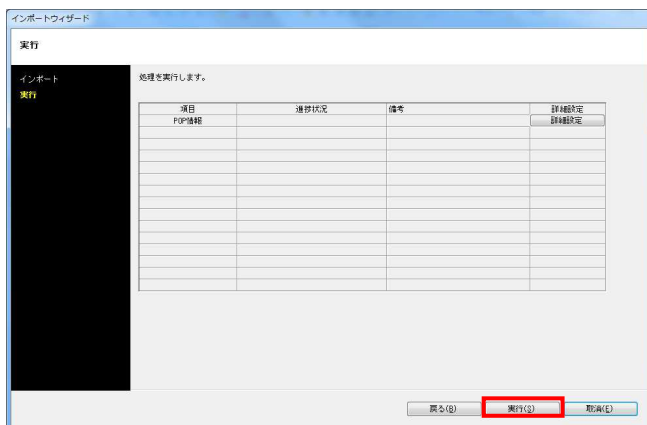 インポートウィザード
実行
インポート
実行
処理を実行します。
項目 進捗状況 備考 詳細設定
POP情報 詳細設定
戻る(B) 実行(S) 取消(E)